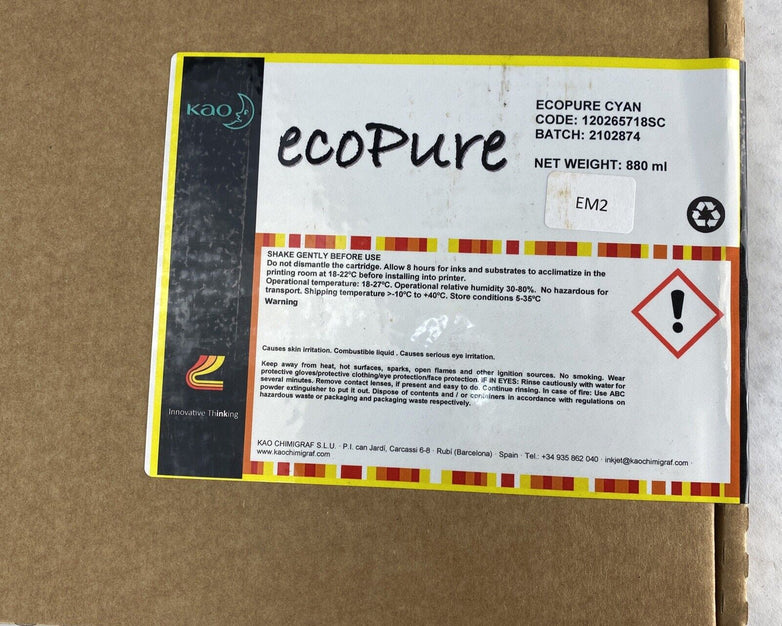 Kao
ecoPure
ECOPURE CYAN
CODE: 120265718SC
BATCH: 2102874
NET WEIGHT: 880 ml
EM2
SHAKE GENTLY BEFORE USE
Do not dismantle the cartridge. Allow 8 hours for inks and substrates to acclimatize in the
printing room at 18-22ºC before installing into printer.
Operational temperature: 18-27ºC. Operational relative humidity 30-80%. No hazardous for
transport. Shipping temperature >-10ºC to +40ºC. Store conditions 5-35ºC
Warning
Causes skin irritation. Combustible liquid . Causes serious eye irritation.
Keep away from heat, hot surfaces, sparks, open flames and other ignition sources. No smoking. Wear
protective gloves/protective clothing/eye protection/face protection. IF IN EYES: Rinse cautiously with water for
several minutes. Remove contact lenses, if present and easy to do. Continue rinsing. In case of fire: Use ABC
powder extinguisher to put it out. Dispose of contents and / or containers in accordance with regulations on
hazardous waste or packaging and packaging waste respectively.
Innovative Thinking
KAO CHIMIGRAF S.L.U. · P.I. can Jardí, Carcassi 6-8 · Rubí (Barcelona) · Spain · Tel.: +34 935 862 040 · inkjet@kaochimigraf.com ·
www.kaochimigraf.com